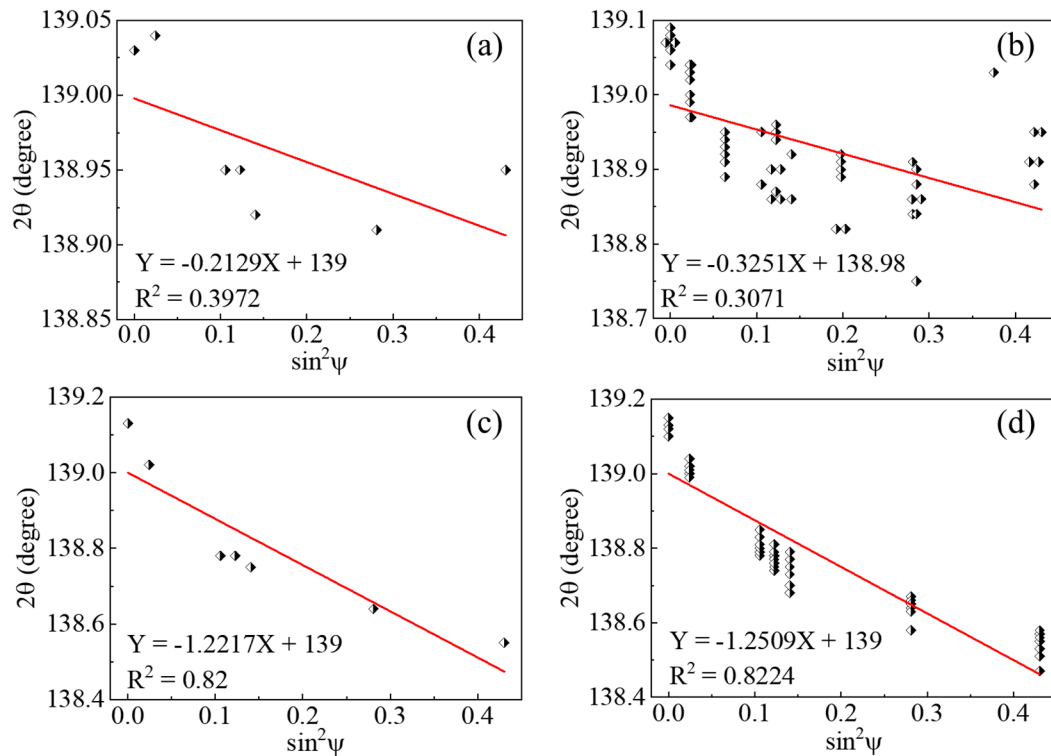 (a)
139.05
139.00
138.95
138.90
138.85
2θ (degree)
Y = -0.2129X + 139
R² = 0.3972
0.0 0.1 0.2 0.3 0.4
sin²ψ
(b)
139.1
139.0
138.9
138.8
138.7
2θ (degree)
Y = -0.3251X + 138.98
R² = 0.3071
0.0 0.1 0.2 0.3 0.4
sin²ψ
(c)
139.2
139.0
138.8
138.6
138.4
2θ (degree)
Y = -1.2217X + 139
R² = 0.82
0.0 0.1 0.2 0.3 0.4
sin²ψ
(d)
139.2
139.0
138.8
138.6
138.4
2θ (degree)
Y = -1.2509X + 139
R² = 0.8224
0.0 0.1 0.2 0.3 0.4
sin²ψ